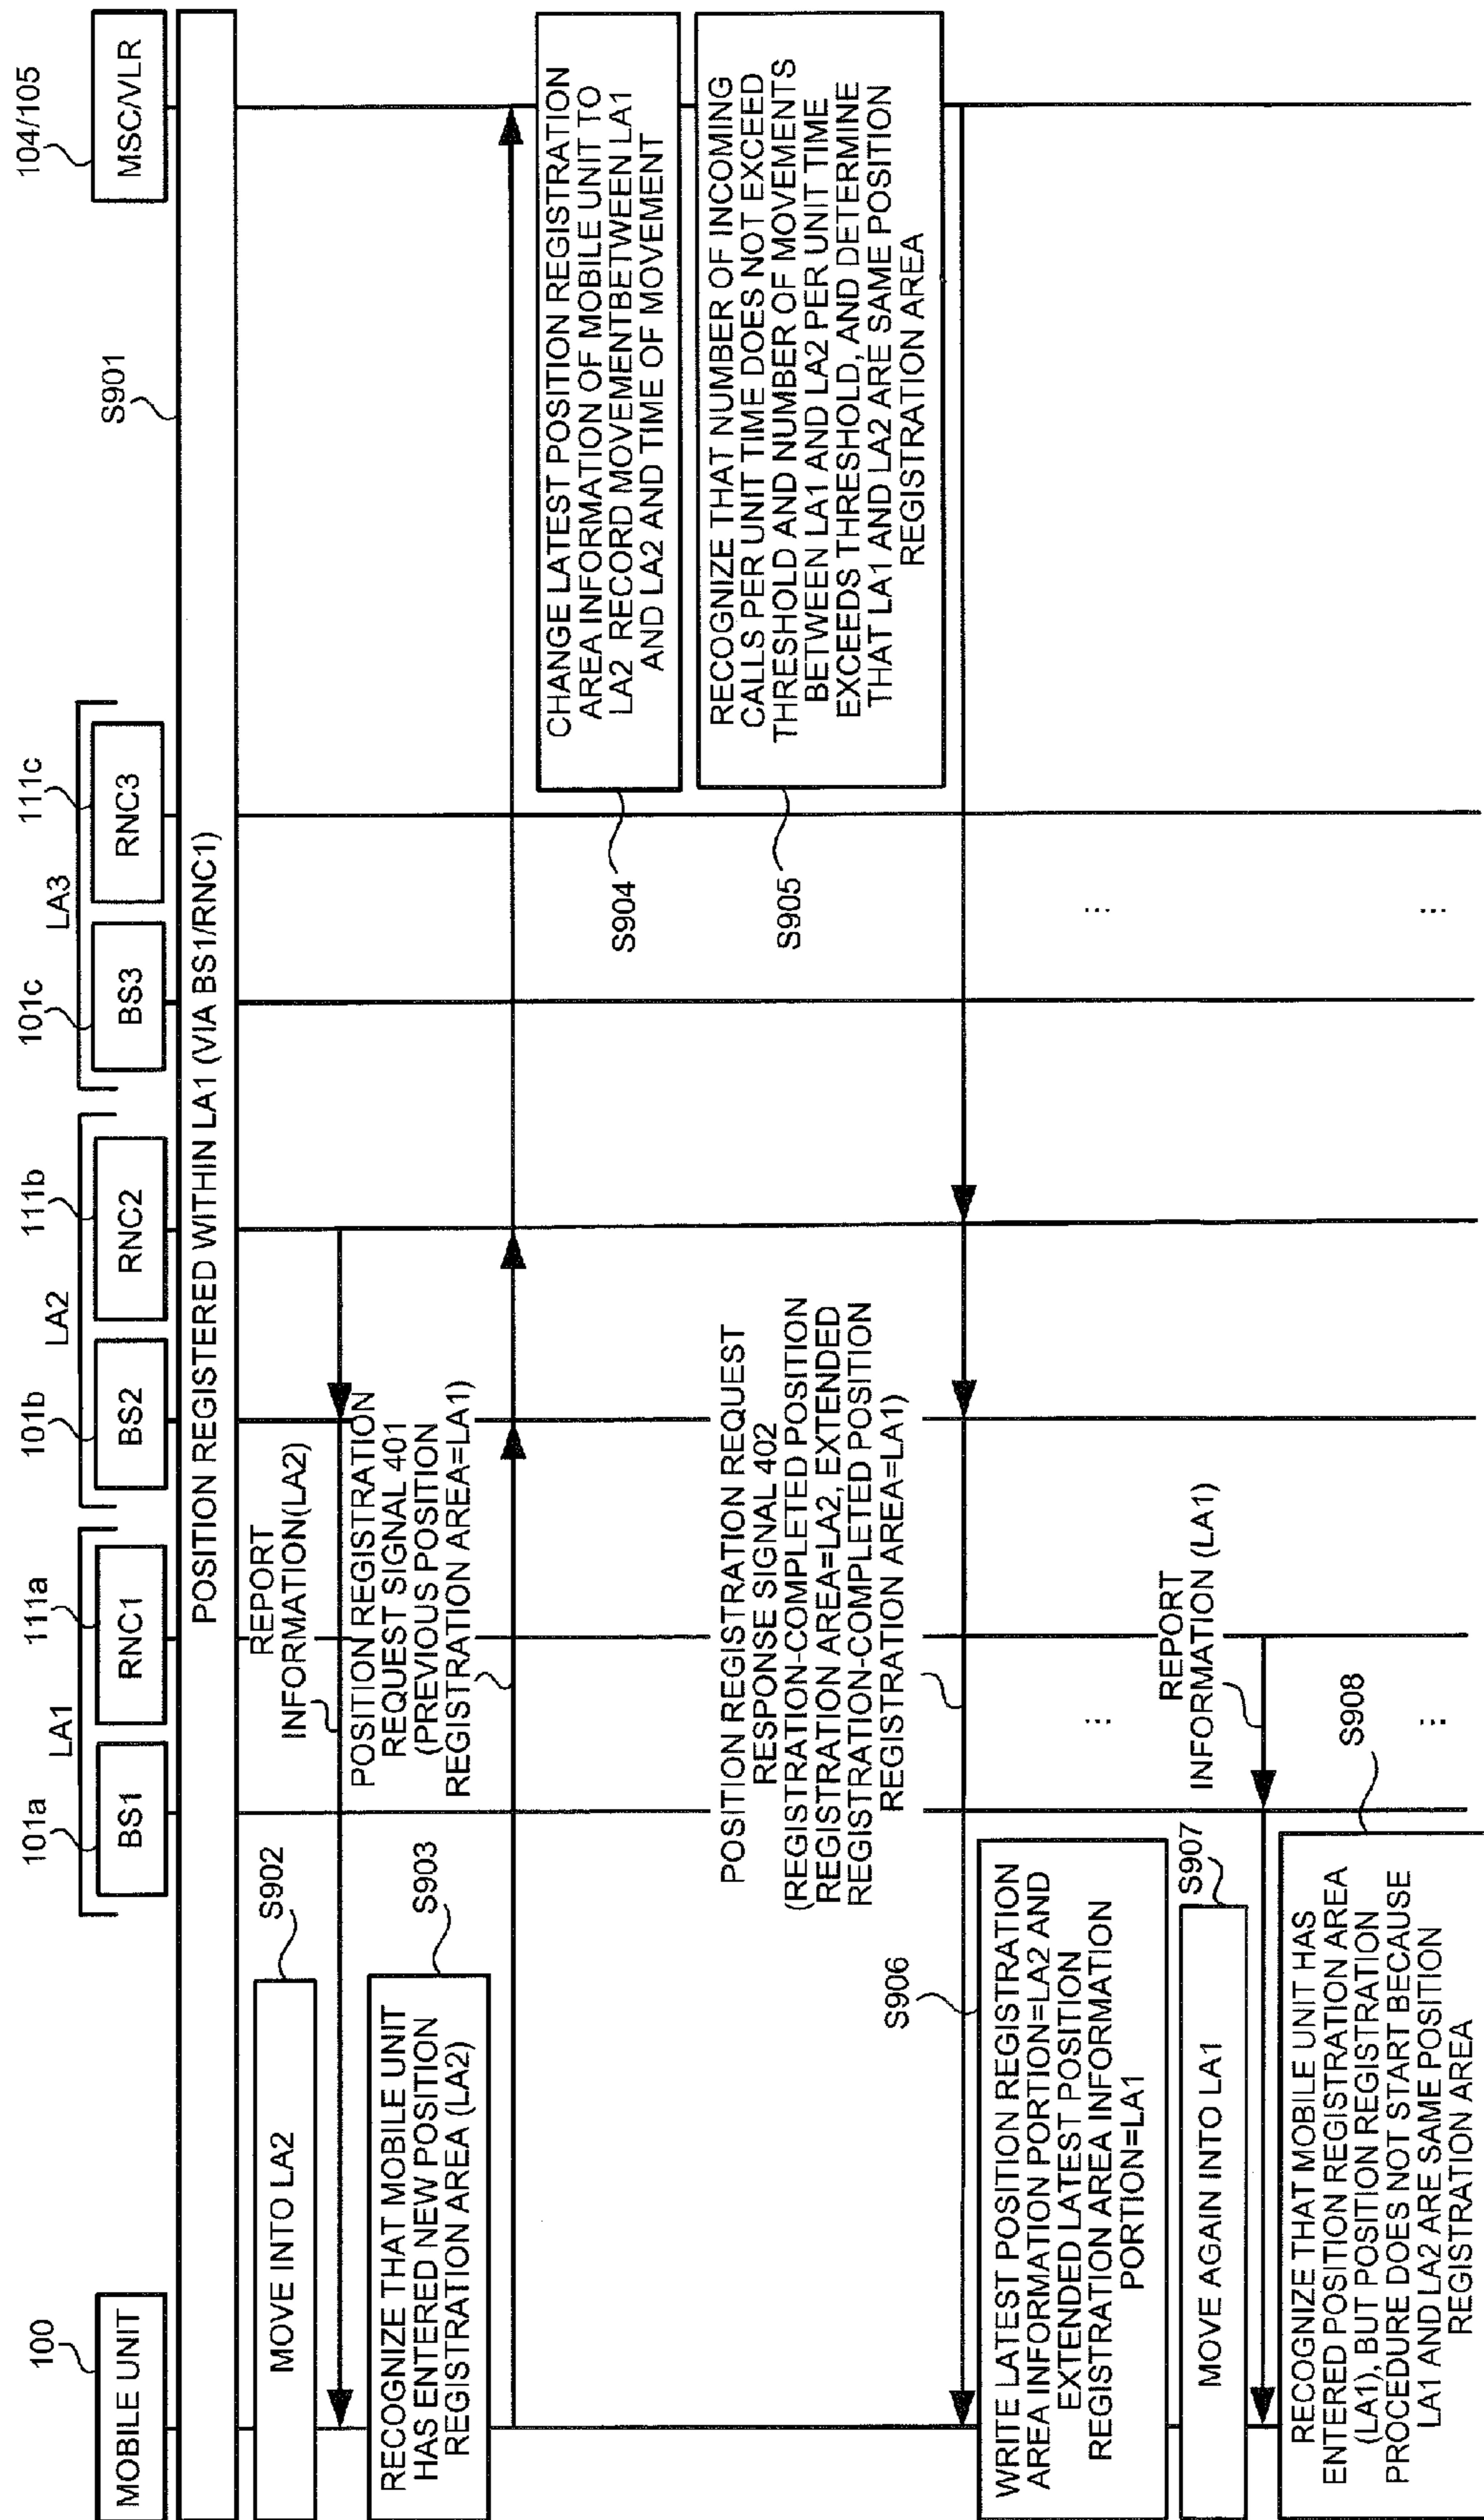 100
MOBILE UNIT
LA1
101a
BS1
111a
RNC1
LA2
101b
BS2
111b
RNC2
LA3
101c
BS3
111c
RNC3
104/105
MSC/VLR
POSITION REGISTERED WITHIN LA1 (VIA BS1/RNC1)
S901
MOVE INTO LA2
S902
REPORT
INFORMATION(LA2)
RECOGNIZE THAT MOBILE UNIT
HAS ENTERED NEW POSITION
REGISTRATION AREA (LA2)
S903
POSITION REGISTRATION
REQUEST SIGNAL 401
(PREVIOUS POSITION
REGISTRATION AREA=LA1)
CHANGE LATEST POSITION REGISTRATION
AREA INFORMATION OF MOBILE UNIT TO
LA2 RECORD MOVEMENTBETWEEN LA1
AND LA2 AND TIME OF MOVEMENT
S904
RECOGNIZE THAT NUMBER OF INCOMING
CALLS PER UNIT TIME DOES NOT EXCEED
THRESHOLD AND NUMBER OF MOVEMENTS
BETWEEN LA1 AND LA2 PER UNIT TIME
EXCEEDS THRESHOLD, AND DETERMINE
THAT LA1 AND LA2 ARE SAME POSITION
REGISTRATION AREA
S905
POSITION REGISTRATION REQUEST
RESPONSE SIGNAL 402
(REGISTRATION-COMPLETED POSITION
REGISTRATION AREA=LA2, EXTENDED
REGISTRATION-COMPLETED POSITION
REGISTRATION AREA=LA1)
S906
WRITE LATEST POSITION REGISTRATION
AREA INFORMATION PORTION=LA2 AND
EXTENDED LATEST POSITION
REGISTRATION AREA INFORMATION
PORTION=LA1
...
...
MOVE AGAIN INTO LA1
S907
REPORT
INFORMATION (LA1)
RECOGNIZE THAT MOBILE UNIT HAS
ENTERED POSITION REGISTRATION AREA
(LA1), BUT POSITION REGISTRATION
PROCEDURE DOES NOT START BECAUSE
LA1 AND LA2 ARE SAME POSITION
REGISTRATION AREA
S908
...
...